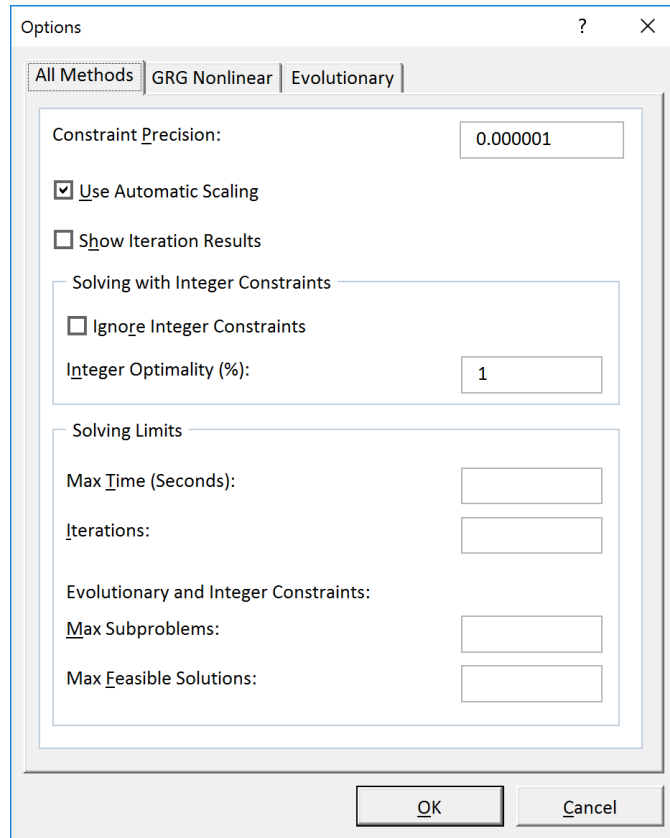 Options ?
All Methods GRG Nonlinear Evolutionary
Constraint Precision: 0.000001
Use Automatic Scaling
Show Iteration Results
Solving with Integer Constraints
Ignore Integer Constraints
Integer Optimality (%): 1
Solving Limits
Max Time (Seconds):
Iterations:
Evolutionary and Integer Constraints:
Max Subproblems:
Max Feasible Solutions:
OK Cancel